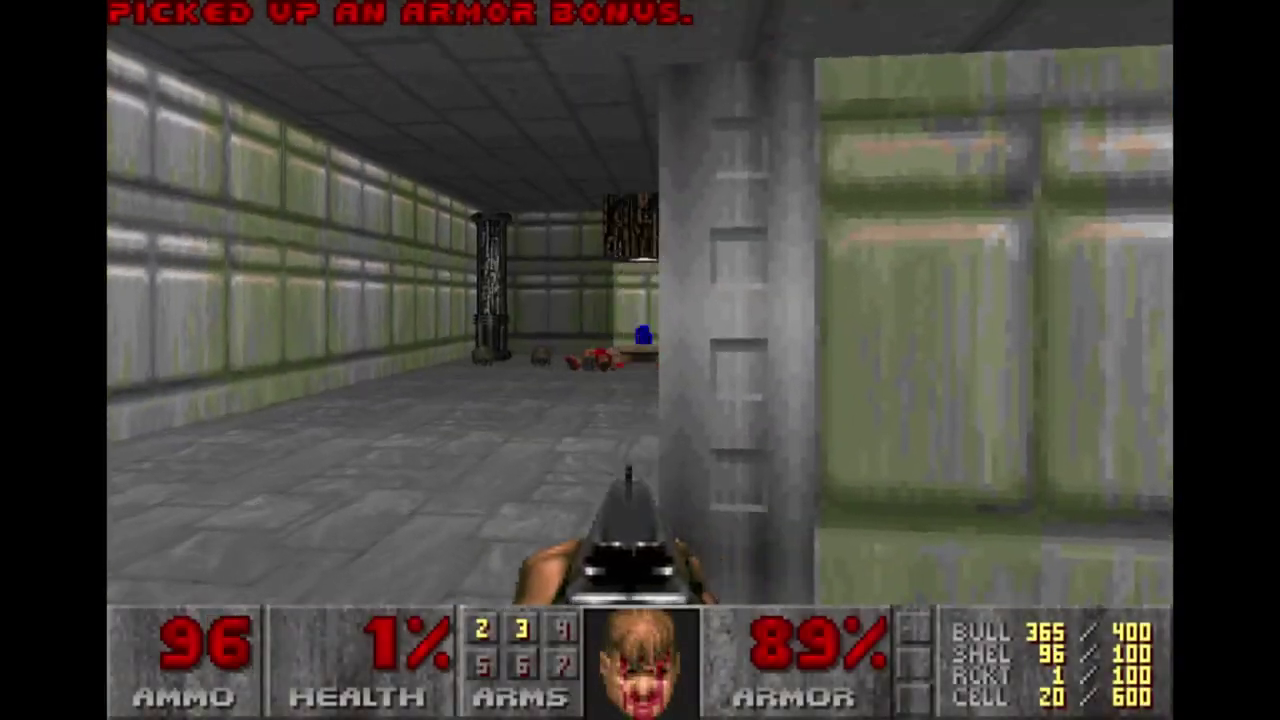 PICKED UP AN ARMOR BONUS.
96 1% 2 3 4 89% BULL 365 / 400
5 6 7 SHEL 96 / 100
RCKT 1 / 100
AMMO HEALTH ARMS ARMOR CELL 20 / 600